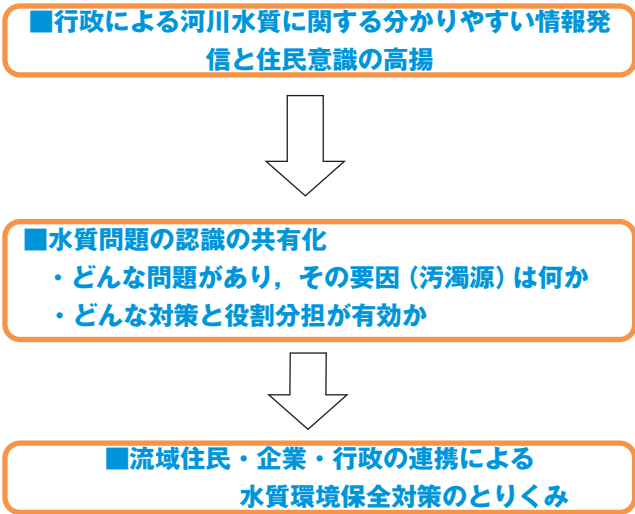 ■行政による河川水質に関する分かりやすい情報発
信と住民意識の高揚
■水質問題の認識の共有化
・どんな問題があり，その要因（汚濁源）は何か
・どんな対策と役割分担が有効か
■流域住民・企業・行政の連携による
水質環境保全対策のとりくみ